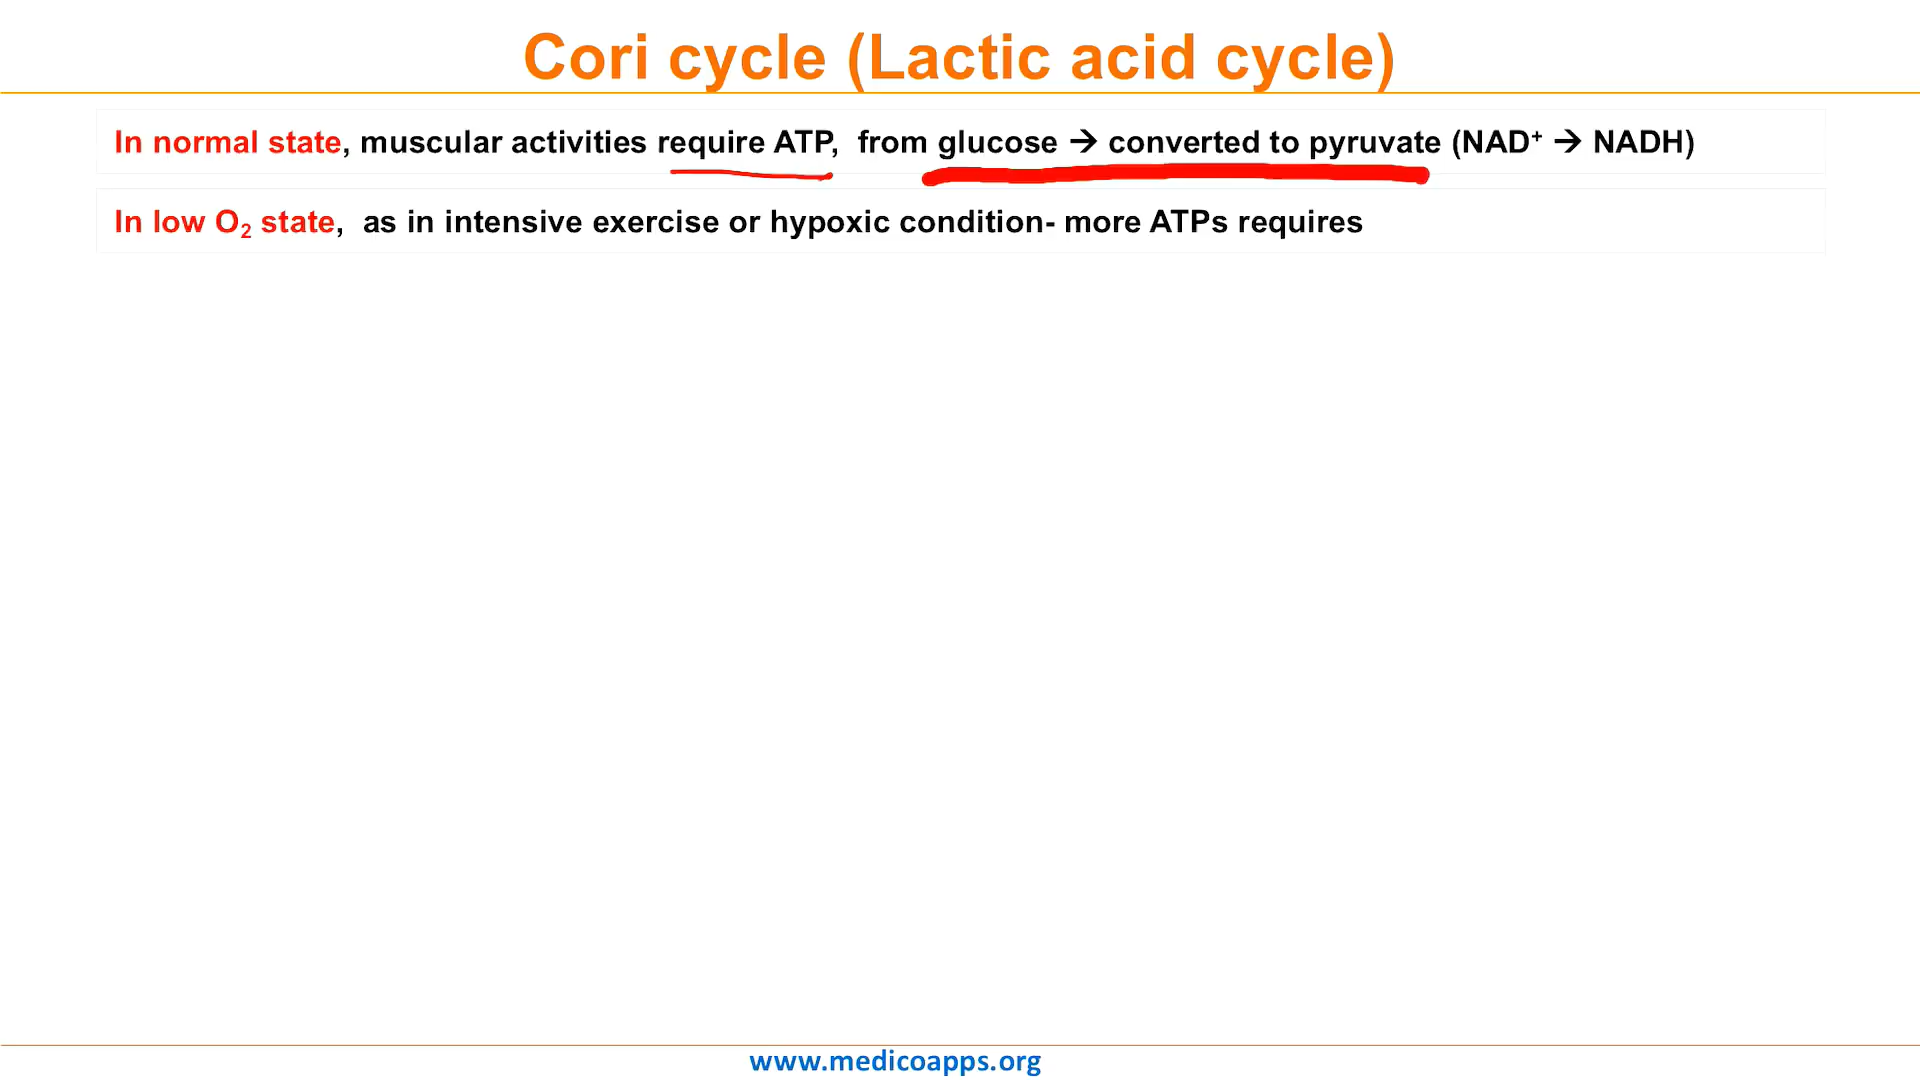 Cori cycle (Lactic acid cycle)
In normal state, muscular activities require ATP,  from glucose → converted to pyruvate (NAD⁺ → NADH)
In low O₂ state,  as in intensive exercise or hypoxic condition- more ATPs requires
www.medicoapps.org